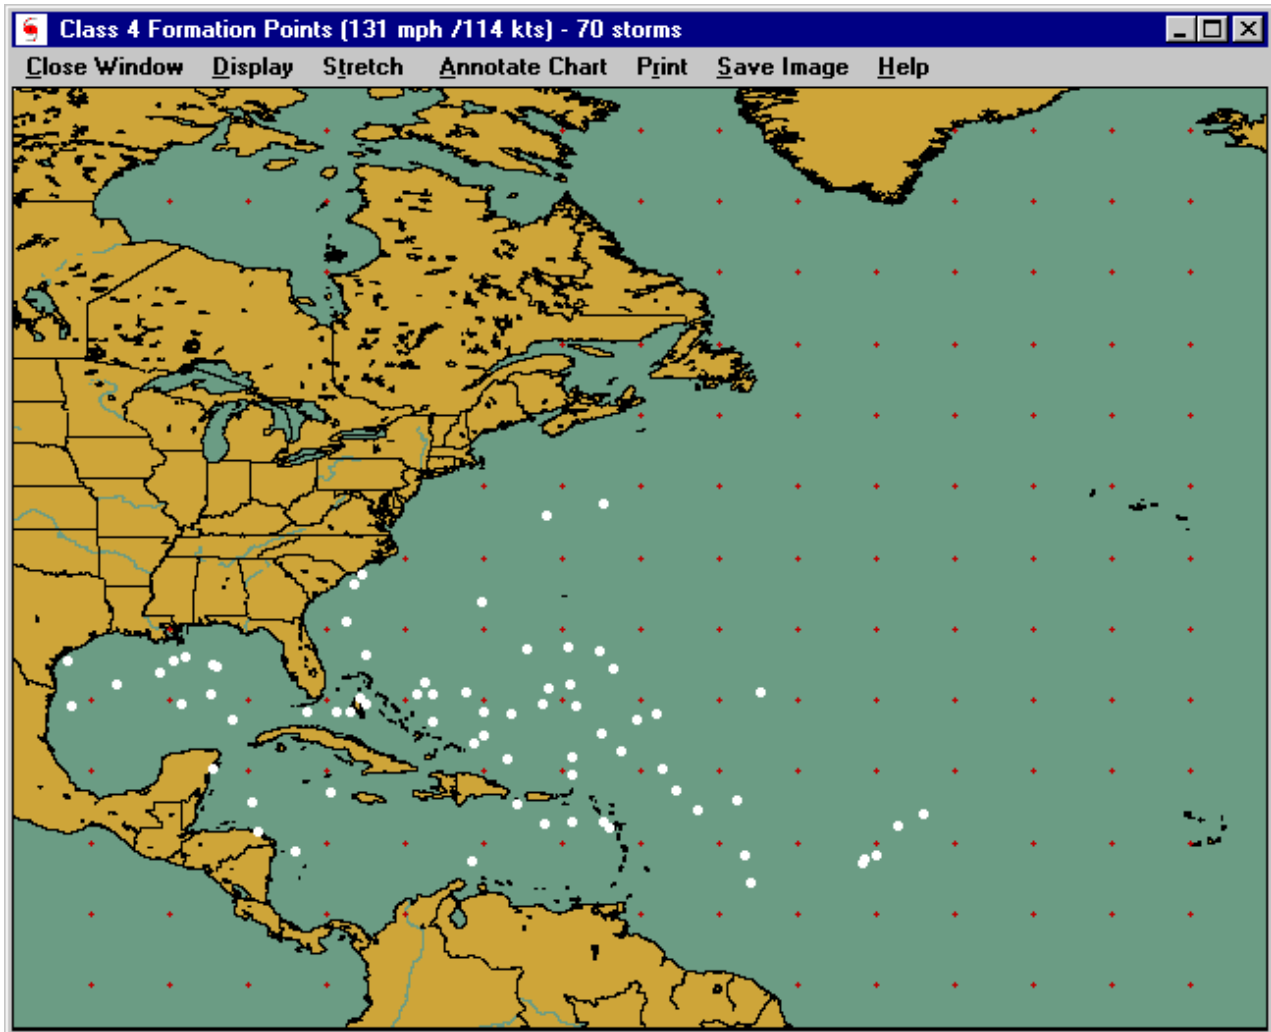 Class 4 Formation Points (131 mph /114 kts) - 70 storms
Close Window Display Stretch Annotate Chart Print Save Image Help